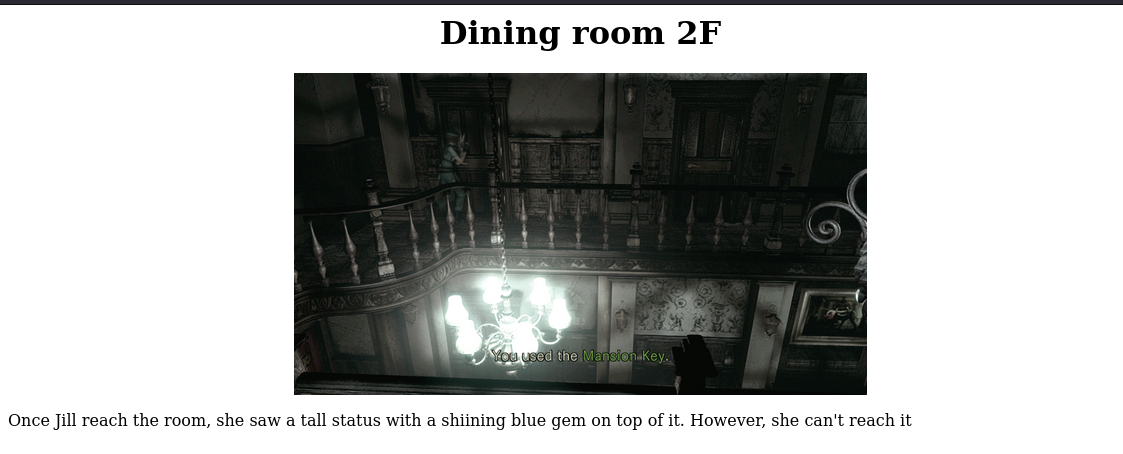 Dining room 2F
You used the Mansion Key.
Once Jill reach the room, she saw a tall status with a shiining blue gem on top of it. However, she can't reach it